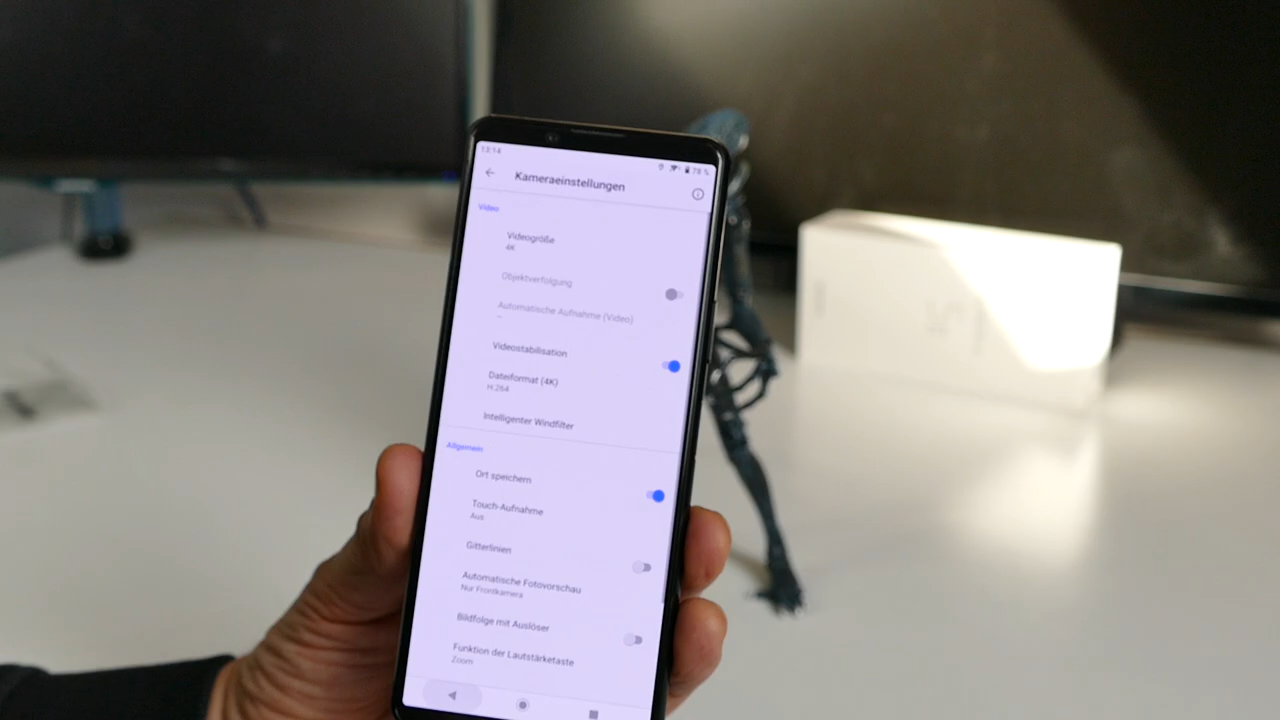 13:14
78 %
Kameraeinstellungen
Video
Videogröße
4K
Objektverfolgung
Automatische Aufnahme (Video)
–
Videostabilisation
Dateiformat (4K)
H.264
Intelligenter Windfilter
Allgemein
Ort speichern
Touch-Aufnahme
Aus
Gitterlinien
Automatische Fotovorschau
Nur Frontkamera
Bildfolge mit Auslöser
Funktion der Lautstärketaste
Zoom